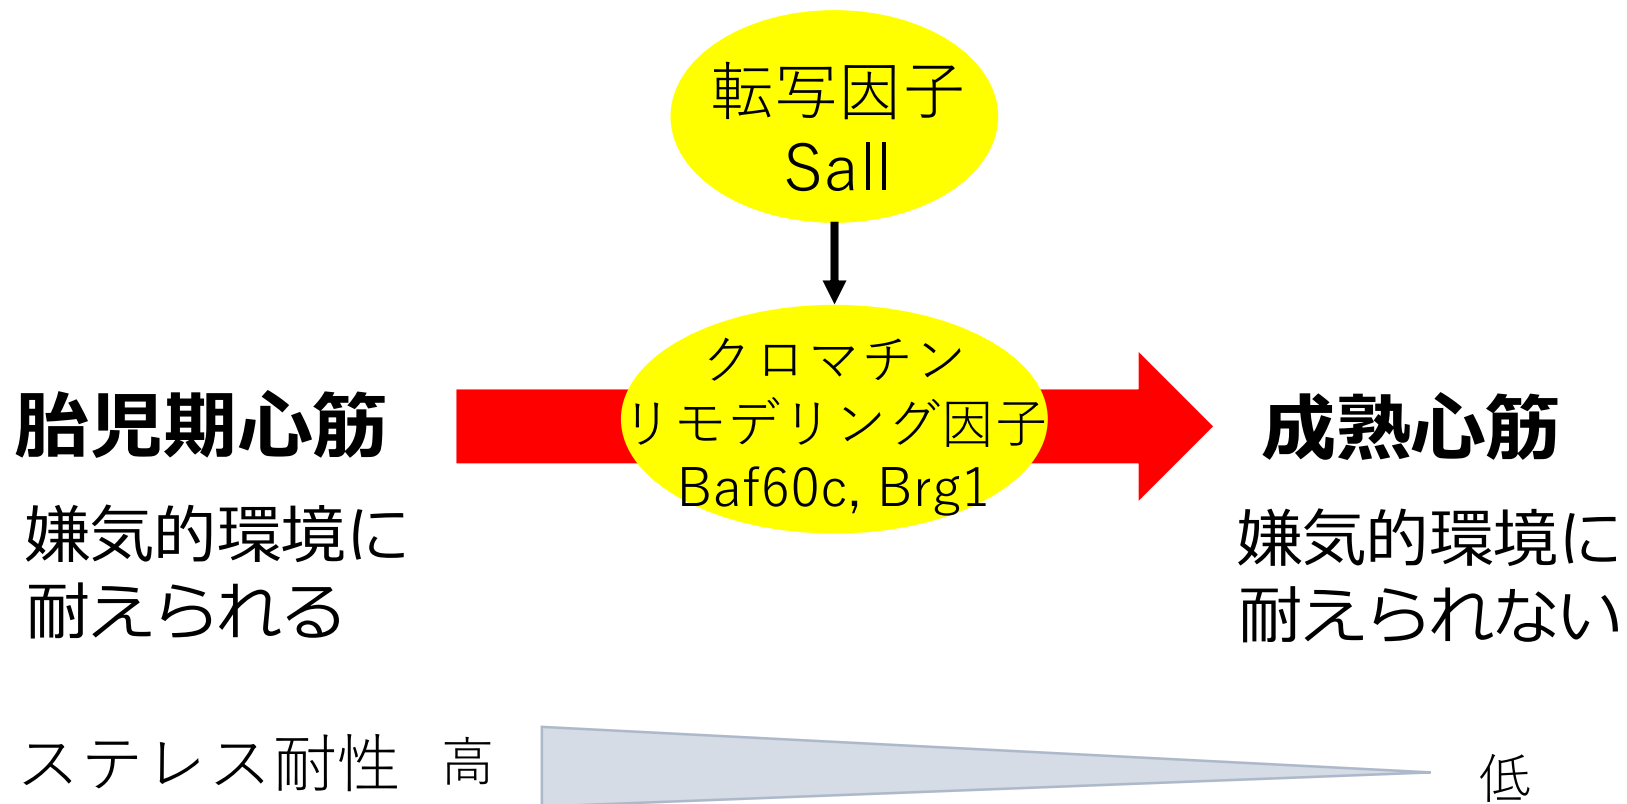 転写因子
Sall
クロマチン
リモデリング因子
Baf60c, Brg1
胎児期心筋
嫌気的環境に
耐えられる
成熟心筋
嫌気的環境に
耐えられない
ステレス耐性 高
低